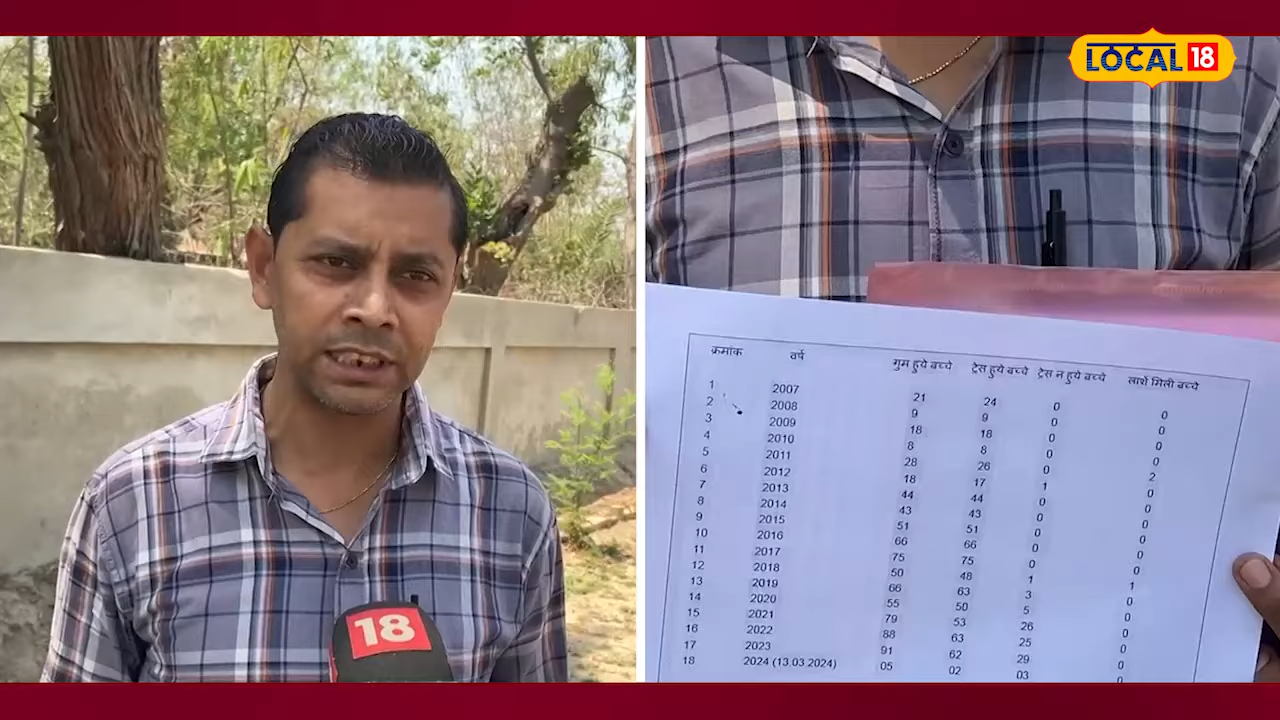 LOCAL 18
18
क्रमांक वर्ष गुम हुये बच्चे ट्रेस हुये बच्चे ट्रेस न हुये बच्चे लाशें मिली बच्चे
1 2007 21 24 0 0
2 2008 9 9 0 0
3 2009 18 18 0 0
4 2010 8 8 0 0
5 2011 28 26 0 2
6 2012 18 17 1 0
7 2013 44 44 0 0
8 2014 43 43 0 0
9 2015 51 51 0 0
10 2016 66 66 0 0
11 2017 75 75 0 0
12 2018 50 48 1 1
13 2019 66 63 3 0
14 2020 55 50 5 0
15 2021 79 53 26 0
16 2022 88 63 25 0
17 2023 91 62 29 0
18 2024 (13.03.2024) 05 02 03 0